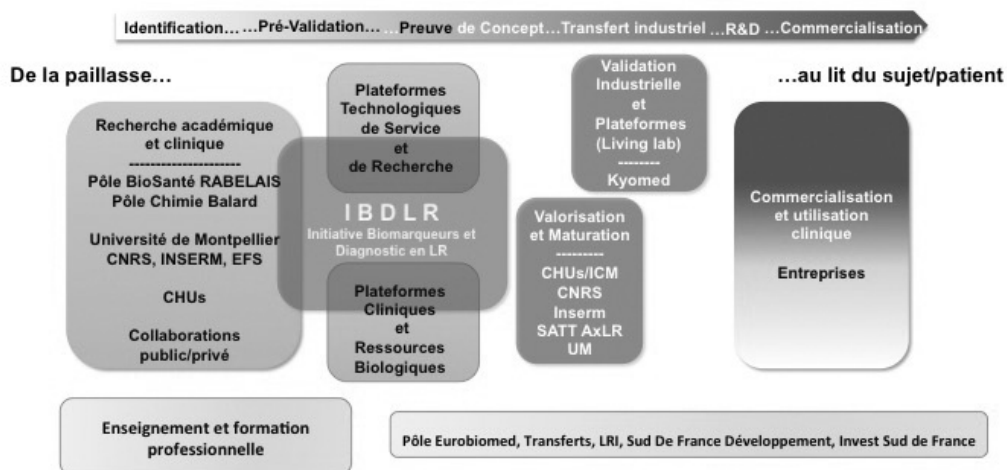 Identification… …Pré-Validation… …Preuve de Concept…Transfert industriel …R&D …Commercialisation
De la paillasse…
…au lit du sujet/patient
Recherche académique
et clinique
----------------------
Pôle BioSanté RABELAIS
Pôle Chimie Balard
Université de Montpellier
CNRS, INSERM, EFS
CHUs
Collaborations
public/privé
Plateformes
Technologiques
de Service
et
de Recherche
I B D L R
Initiative Biomarqueurs et
Diagnostic en LR
Plateformes
Cliniques
et
Ressources
Biologiques
Validation
Industrielle
et
Plateformes
(Living lab)
--------
Kyomed
Valorisation
et Maturation
---------
CHUs/ICM
CNRS
Inserm
SATT AxLR
UM
Commercialisation
et utilisation
clinique
Entreprises
Enseignement et formation
professionnelle
Pôle Eurobiomed, Transferts, LRI, Sud De France Développement, Invest Sud de France